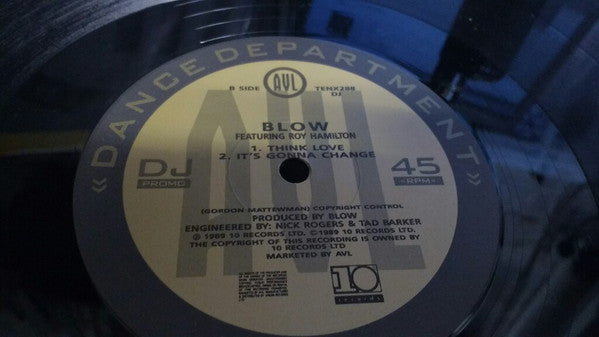 « DANCE DEPARTMENT »
AVL
B SIDE
TENX288
DJ
BLOW
FEATURING ROY HAMILTON
1. THINK LOVE
2. IT'S GONNA CHANGE
DJ
PROMO
45
RPM
(GORDON MATTEWMAN) COPYRIGHT CONTROL
PRODUCED BY BLOW
ENGINEERED BY: NICK ROGERS & TAD BARKER
℗ 1989 10 RECORDS LTD. © 1989 10 RECORDS LTD.
THE COPYRIGHT OF THIS RECORDING IS OWNED BY
10 RECORDS LTD
MARKETED BY AVL
10
records
AVL